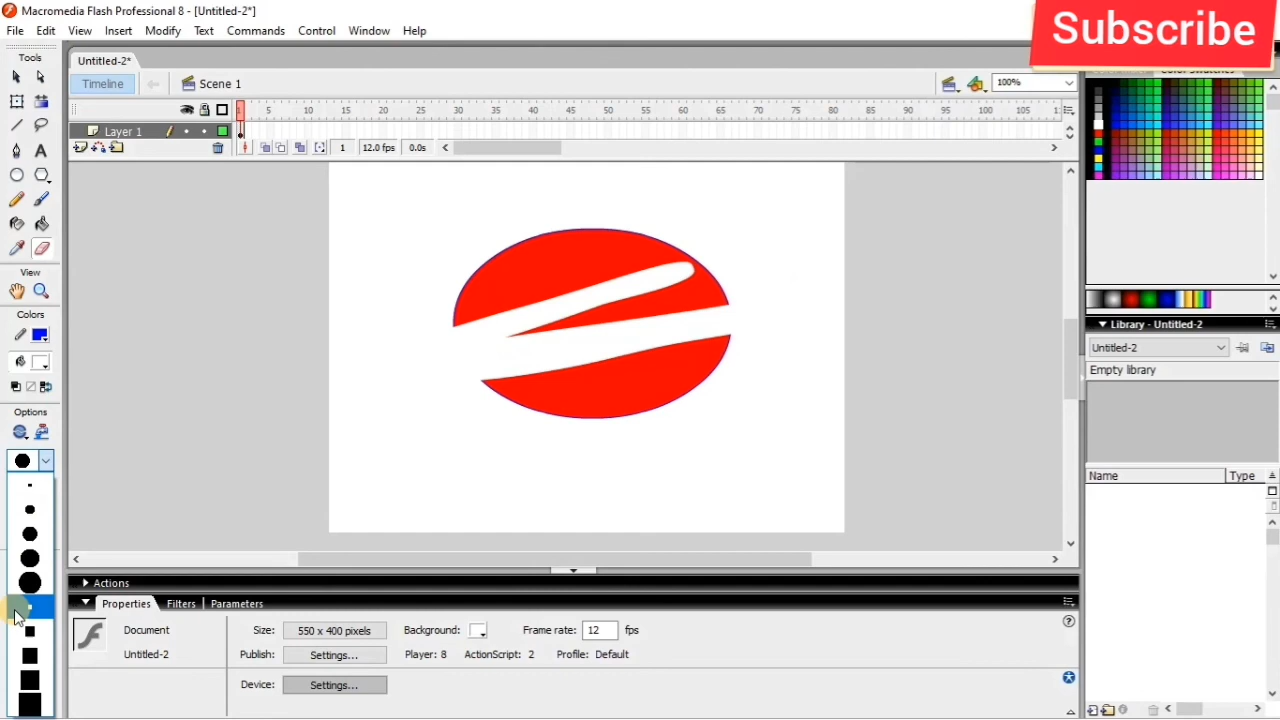 Macromedia Flash Professional 8 - [Untitled-2*]
File Edit View Insert Modify Text Commands Control Window Help
Subscribe
Tools
Untitled-2*
Timeline
Scene 1
100%
5 10 15 20 25 30 35 40 45 50 55 60 65 70 75 80 85 90 95 100 105
Layer 1
1 12.0 fps 0.0s
View
Colors
Options
Library - Untitled-2
Untitled-2
Empty library
Name Type
Actions
Properties Filters Parameters
Document
Untitled-2
Size: 550 x 400 pixels Background: Frame rate: 12 fps
Publish: Settings... Player: 8 ActionScript: 2 Profile: Default
Device: Settings...